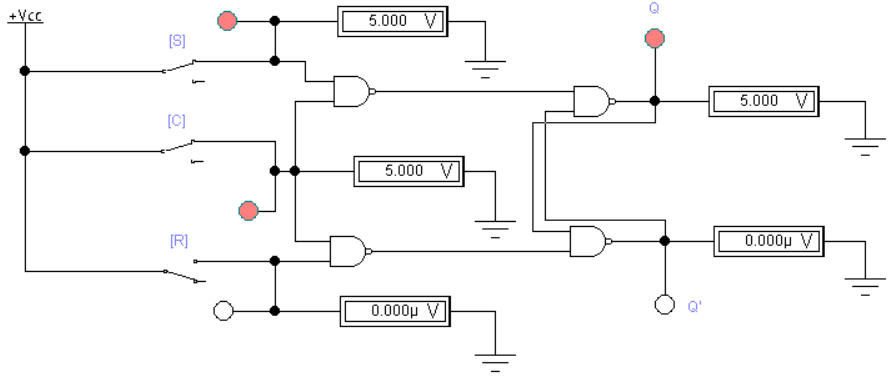 +Vcc
[S]
5.000 V
Q
[C]
5.000 V
5.000 V
[R]
0.000µ V
0.000µ V
Q'